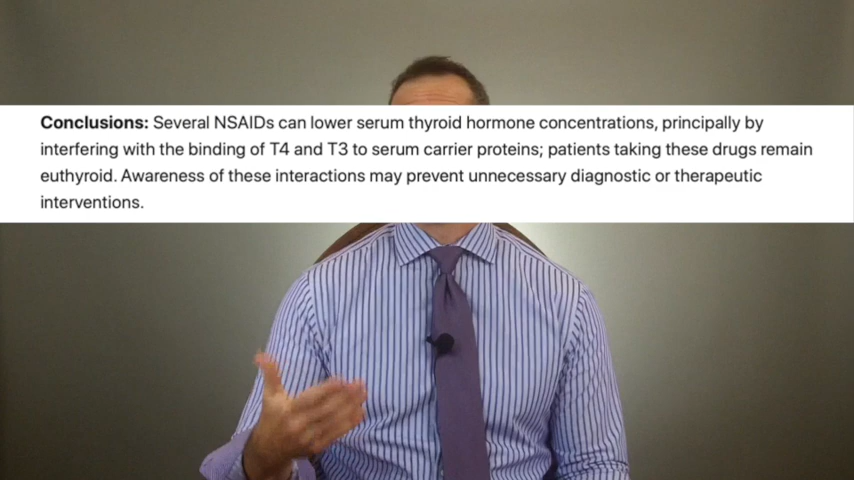 Conclusions: Several NSAIDs can lower serum thyroid hormone concentrations, principally by
interfering with the binding of T4 and T3 to serum carrier proteins; patients taking these drugs remain
euthyroid. Awareness of these interactions may prevent unnecessary diagnostic or therapeutic
interventions.